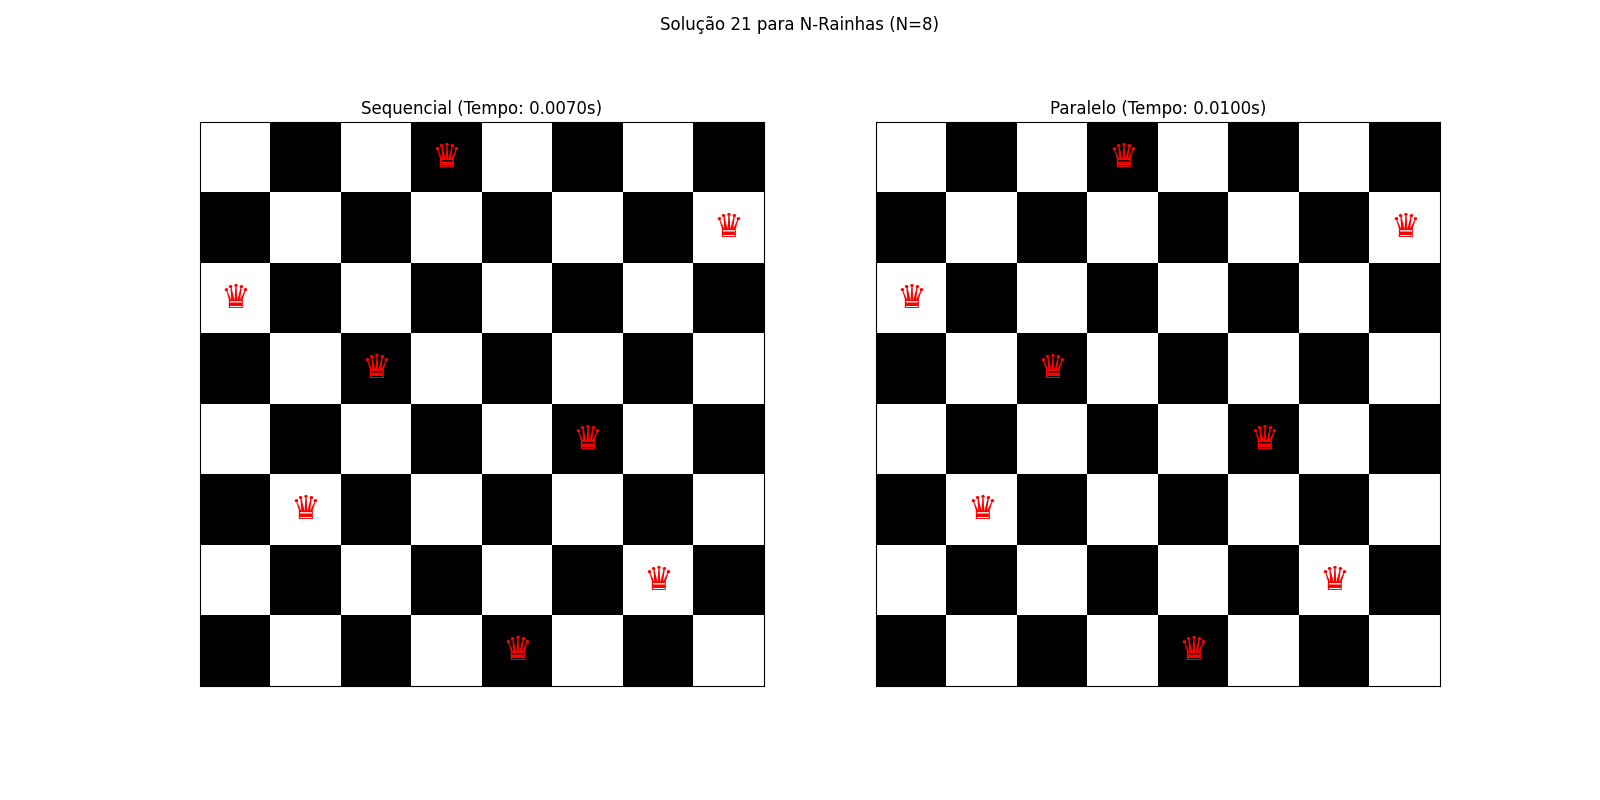 Solução 21 para N-Rainhas (N=8)
Sequencial (Tempo: 0.0070s)
Paralelo (Tempo: 0.0100s)